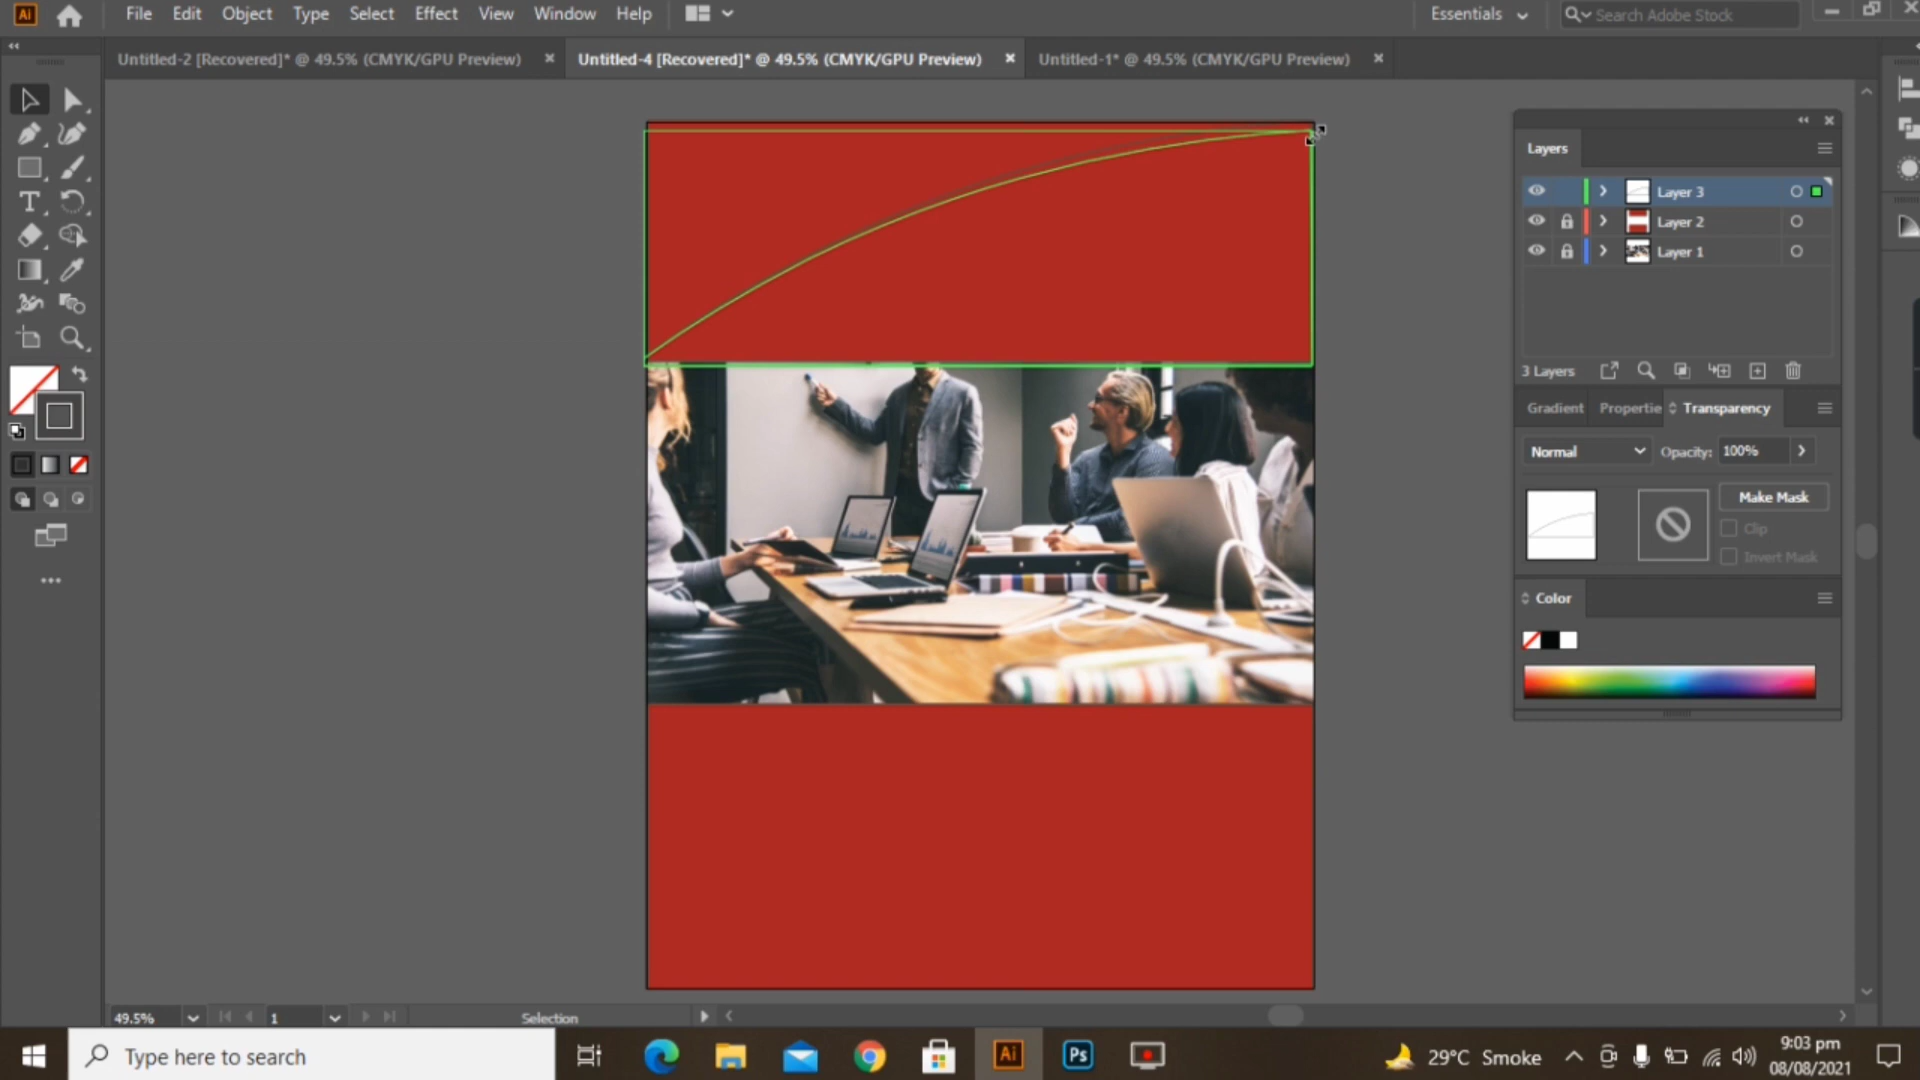 Ai File Edit Object Type Select Effect View Window Help Essentials Search Adobe Stock
Untitled-2 [Recovered]* @ 49.5% (CMYK/GPU Preview) Untitled-4 [Recovered]* @ 49.5% (CMYK/GPU Preview) Untitled-1* @ 49.5% (CMYK/GPU Preview)
Layers
Layer 3
Layer 2
Layer 1
3 Layers
Gradient Propertie Transparency
Normal Opacity: 100%
Make Mask
Clip
Invert Mask
Color
49.5% 1 Selection
Type here to search Ai Ps 29°C Smoke 9:03 pm
08/08/2021